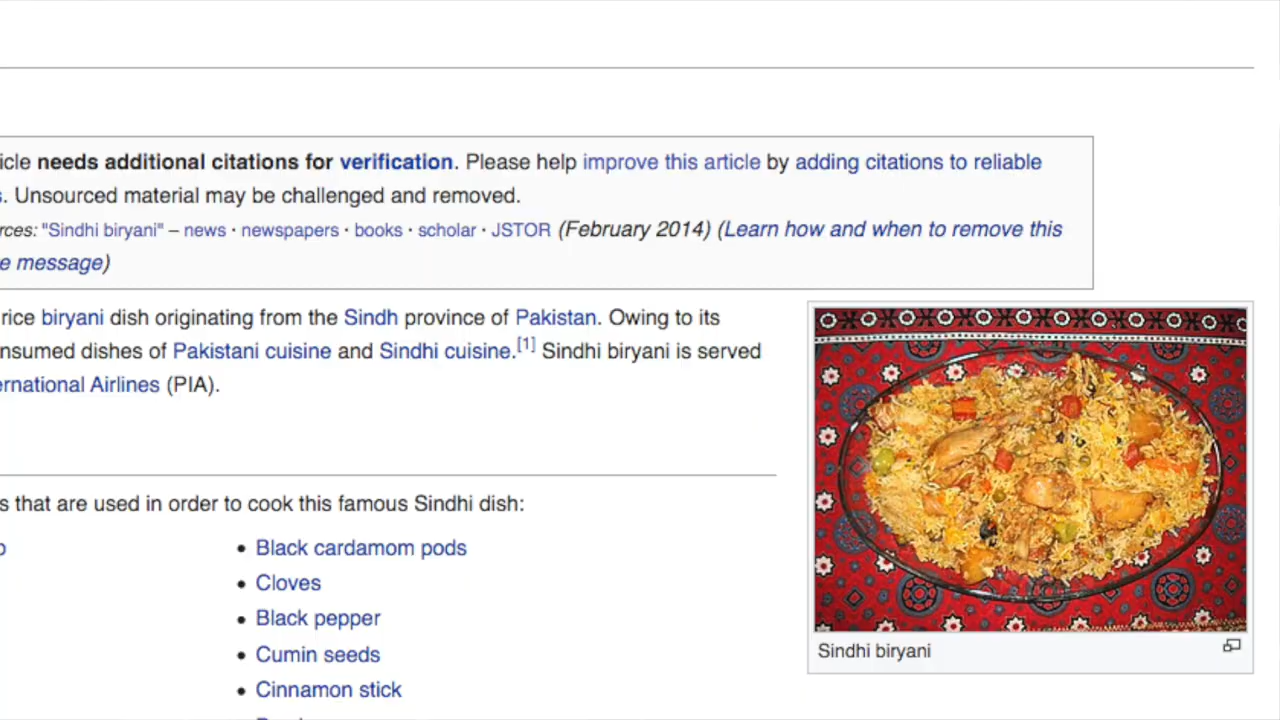 icle needs additional citations for verification. Please help improve this article by adding citations to reliable
s. Unsourced material may be challenged and removed.
rces: "Sindhi biryani" – news · newspapers · books · scholar · JSTOR (February 2014) (Learn how and when to remove this
e message)
rice biryani dish originating from the Sindh province of Pakistan. Owing to its
nsumed dishes of Pakistani cuisine and Sindhi cuisine.[1] Sindhi biryani is served
ernational Airlines (PIA).
s that are used in order to cook this famous Sindhi dish:
• Black cardamom pods
• Cloves
• Black pepper
• Cumin seeds
• Cinnamon stick
Sindhi biryani